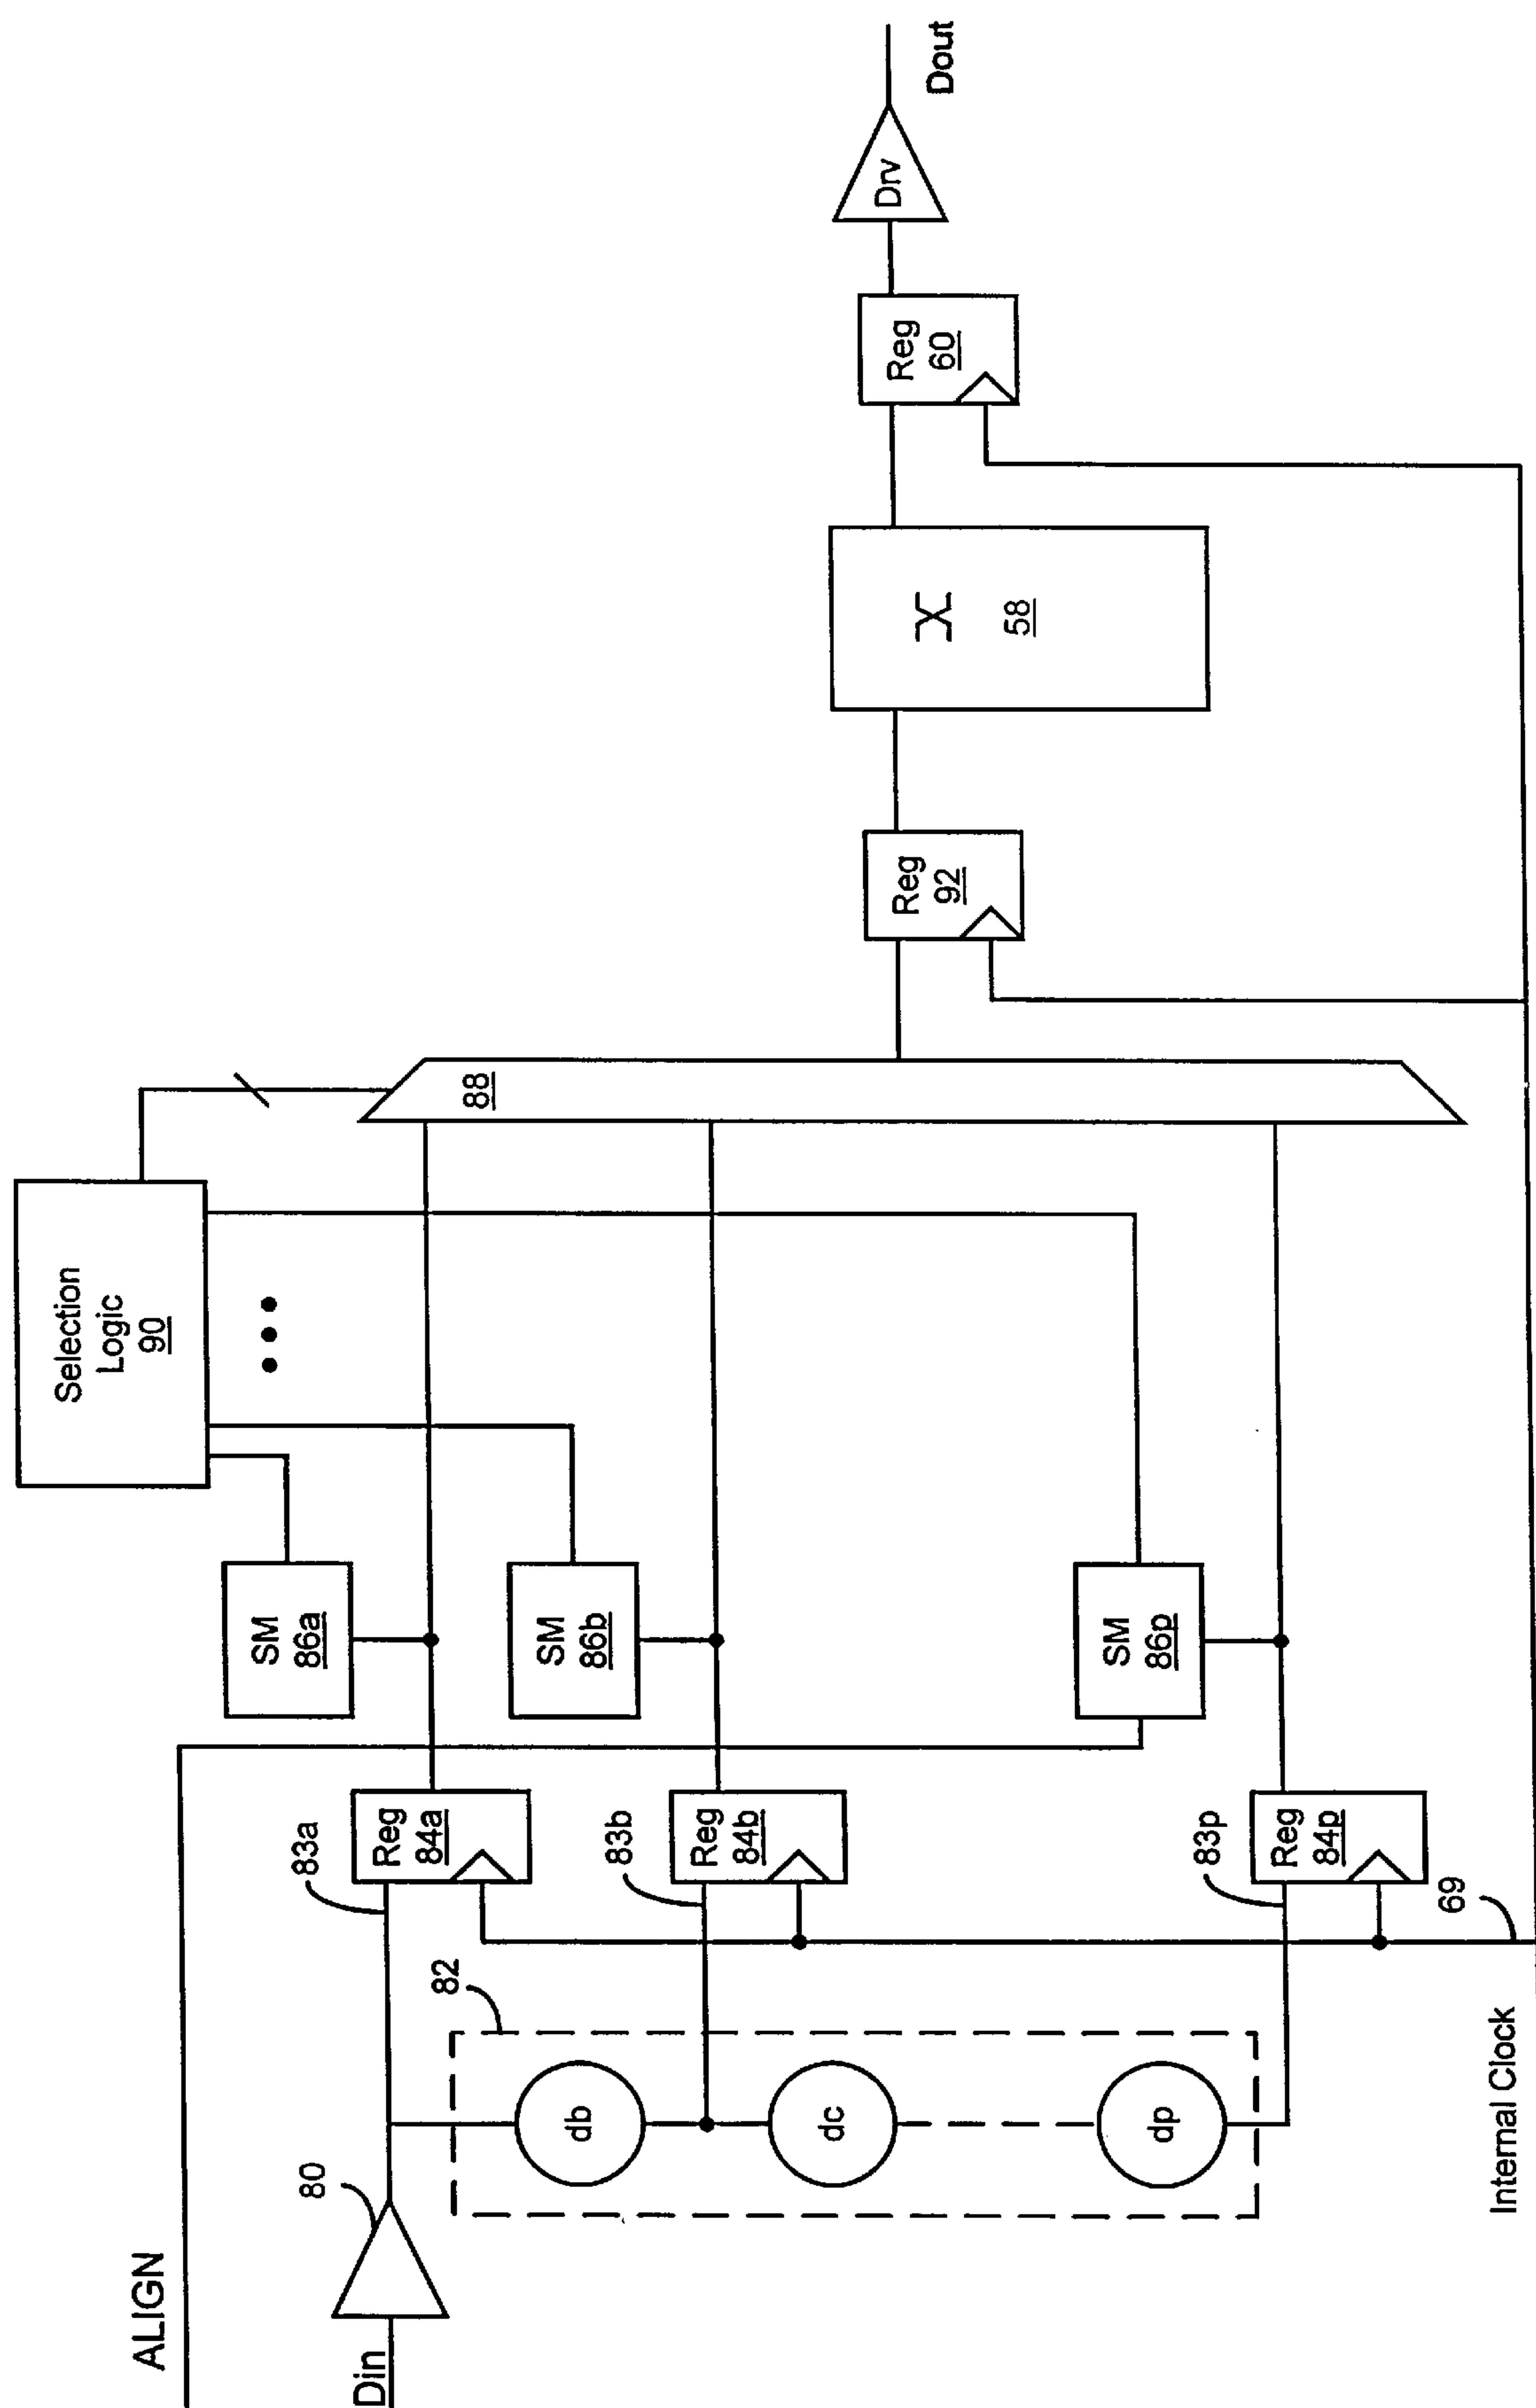 ALIGN
Din
80
82
db
dc
dp
Internal Clock
69
83a
83b
83p
Reg
84a
Reg
84b
Reg
84p
SM
86a
SM
86b
SM
86p
Selection
Logic
90
88
Reg
92
58
Reg
60
Drv
Dout